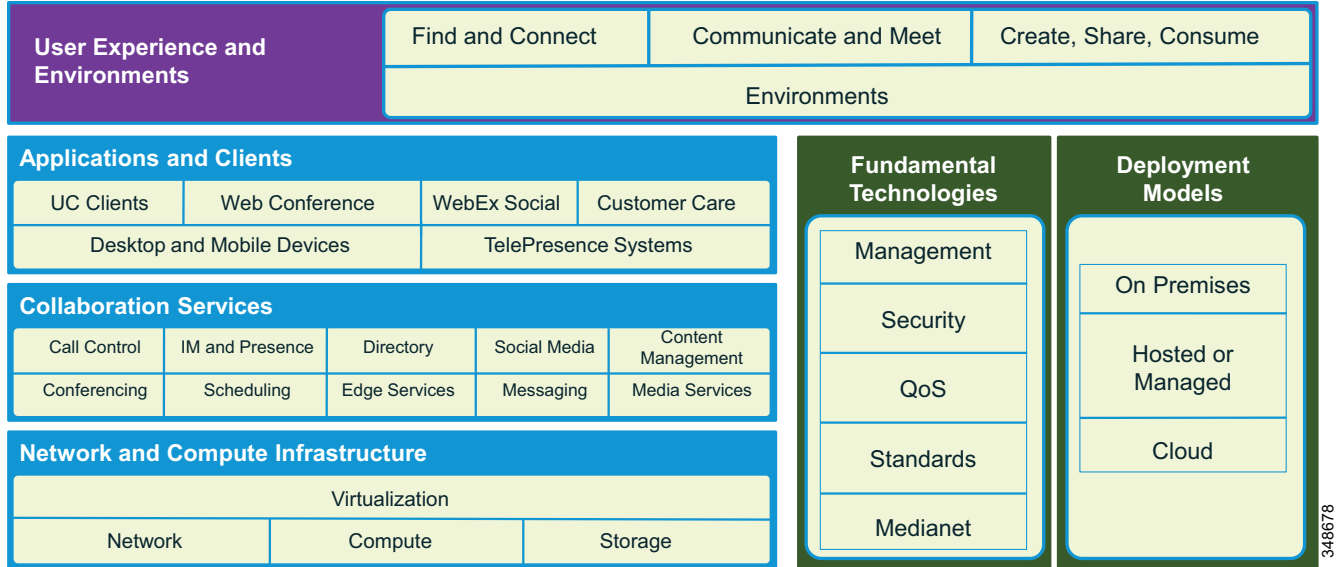 User Experience and
Environments
Find and Connect
Communicate and Meet
Create, Share, Consume
Environments
Applications and Clients
UC Clients
Web Conference
WebEx Social
Customer Care
Desktop and Mobile Devices
TelePresence Systems
Collaboration Services
Call Control
IM and Presence
Directory
Social Media
Content
Management
Conferencing
Scheduling
Edge Services
Messaging
Media Services
Network and Compute Infrastructure
Virtualization
Network
Compute
Storage
Fundamental
Technologies
Management
Security
QoS
Standards
Medianet
Deployment
Models
On Premises
Hosted or
Managed
Cloud
348678